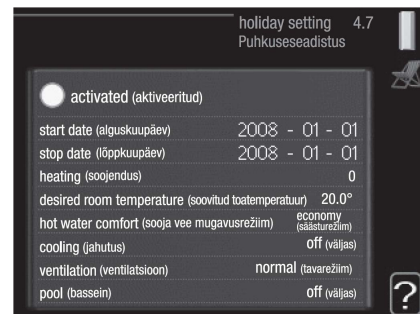 holiday setting 4.7
Puhkuseseadistus
activated (aktiveeritud)
start date (alguskuupäev) 2008 - 01 - 01
stop date (lõppkuupäev) 2008 - 01 - 01
heating (soojendus) 0
desired room temperature (soovitud toatemperatuur) 20.0°
hot water comfort (sooja vee mugavusrežiim) economy (säästurežiim)
cooling (jahutus) off (väljas)
ventilation (ventilatsioon) normal (tavarežiim)
pool (bassein) off (väljas)
?